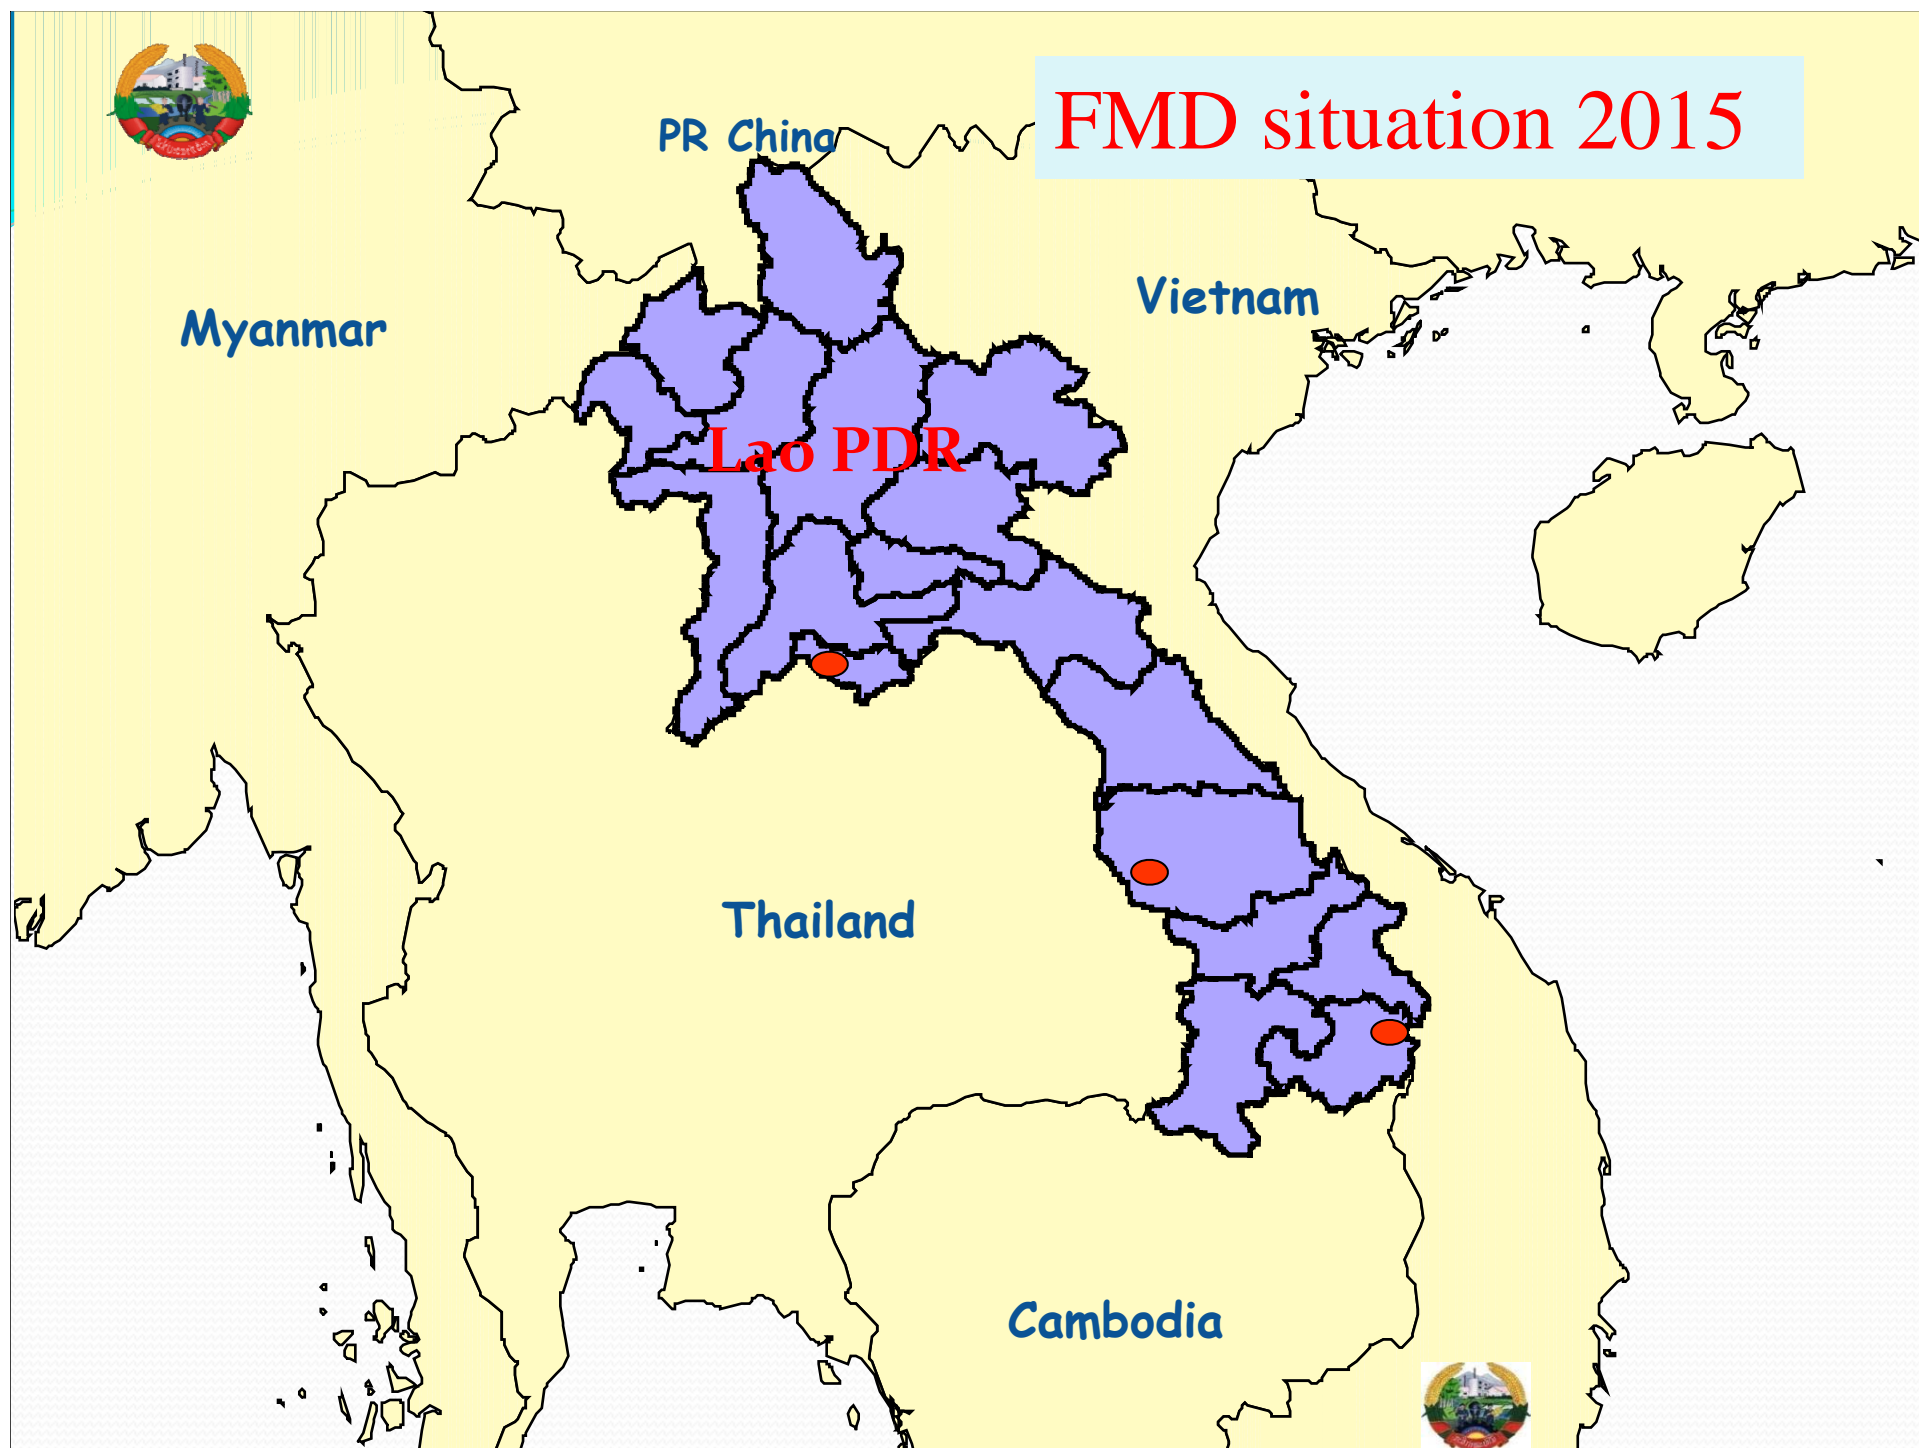 FMD situation 2015
PR China
Vietnam
Myanmar
Lao PDR
Thailand
Cambodia